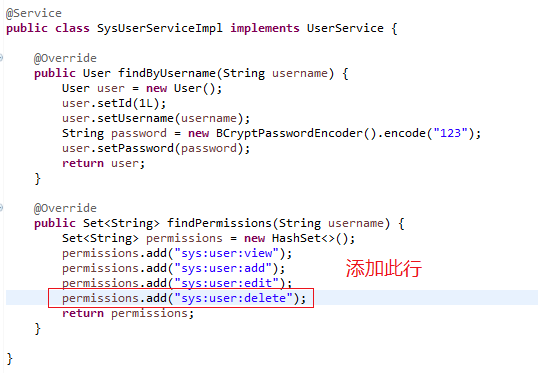 @Service
public class SysUserServiceImpl implements UserService {
@Override
public User findByUsername(String username) {
User user = new User();
user.setId(1L);
user.setUsername(username);
String password = new BCryptPasswordEncoder().encode("123");
user.setPassword(password);
return user;
}
@Override
public Set<String> findPermissions(String username) {
Set<String> permissions = new HashSet<>();
permissions.add("sys:user:view");
permissions.add("sys:user:add");
permissions.add("sys:user:edit");
添加此行
permissions.add("sys:user:delete");
return permissions;
}
}